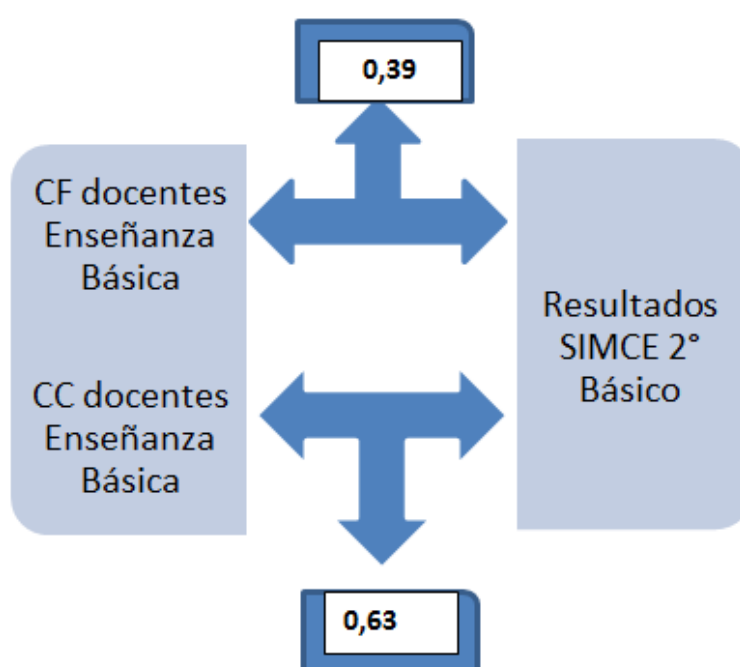 0,39
CF docentes
Enseñanza
Básica
CC docentes
Enseñanza
Básica
Resultados
SIMCE 2°
Básico
0,63